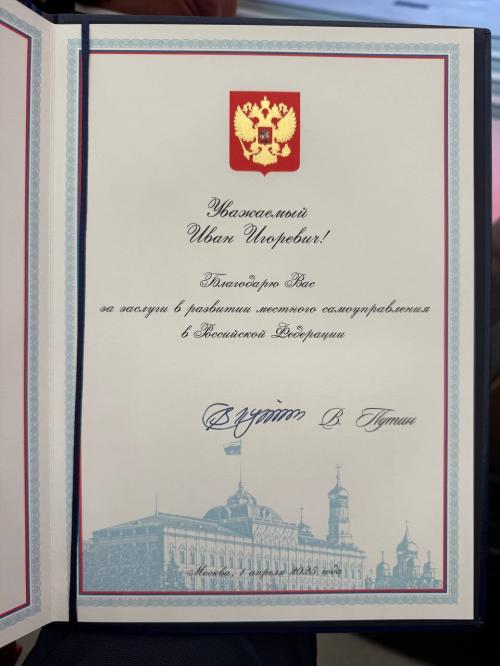 Уважаемый
Иван Игоревич!
Благодарю Вас
за заслуги в развитии местного самоуправления
в Российской Федерации
В. Путин
Москва, 1 апреля 2025 года